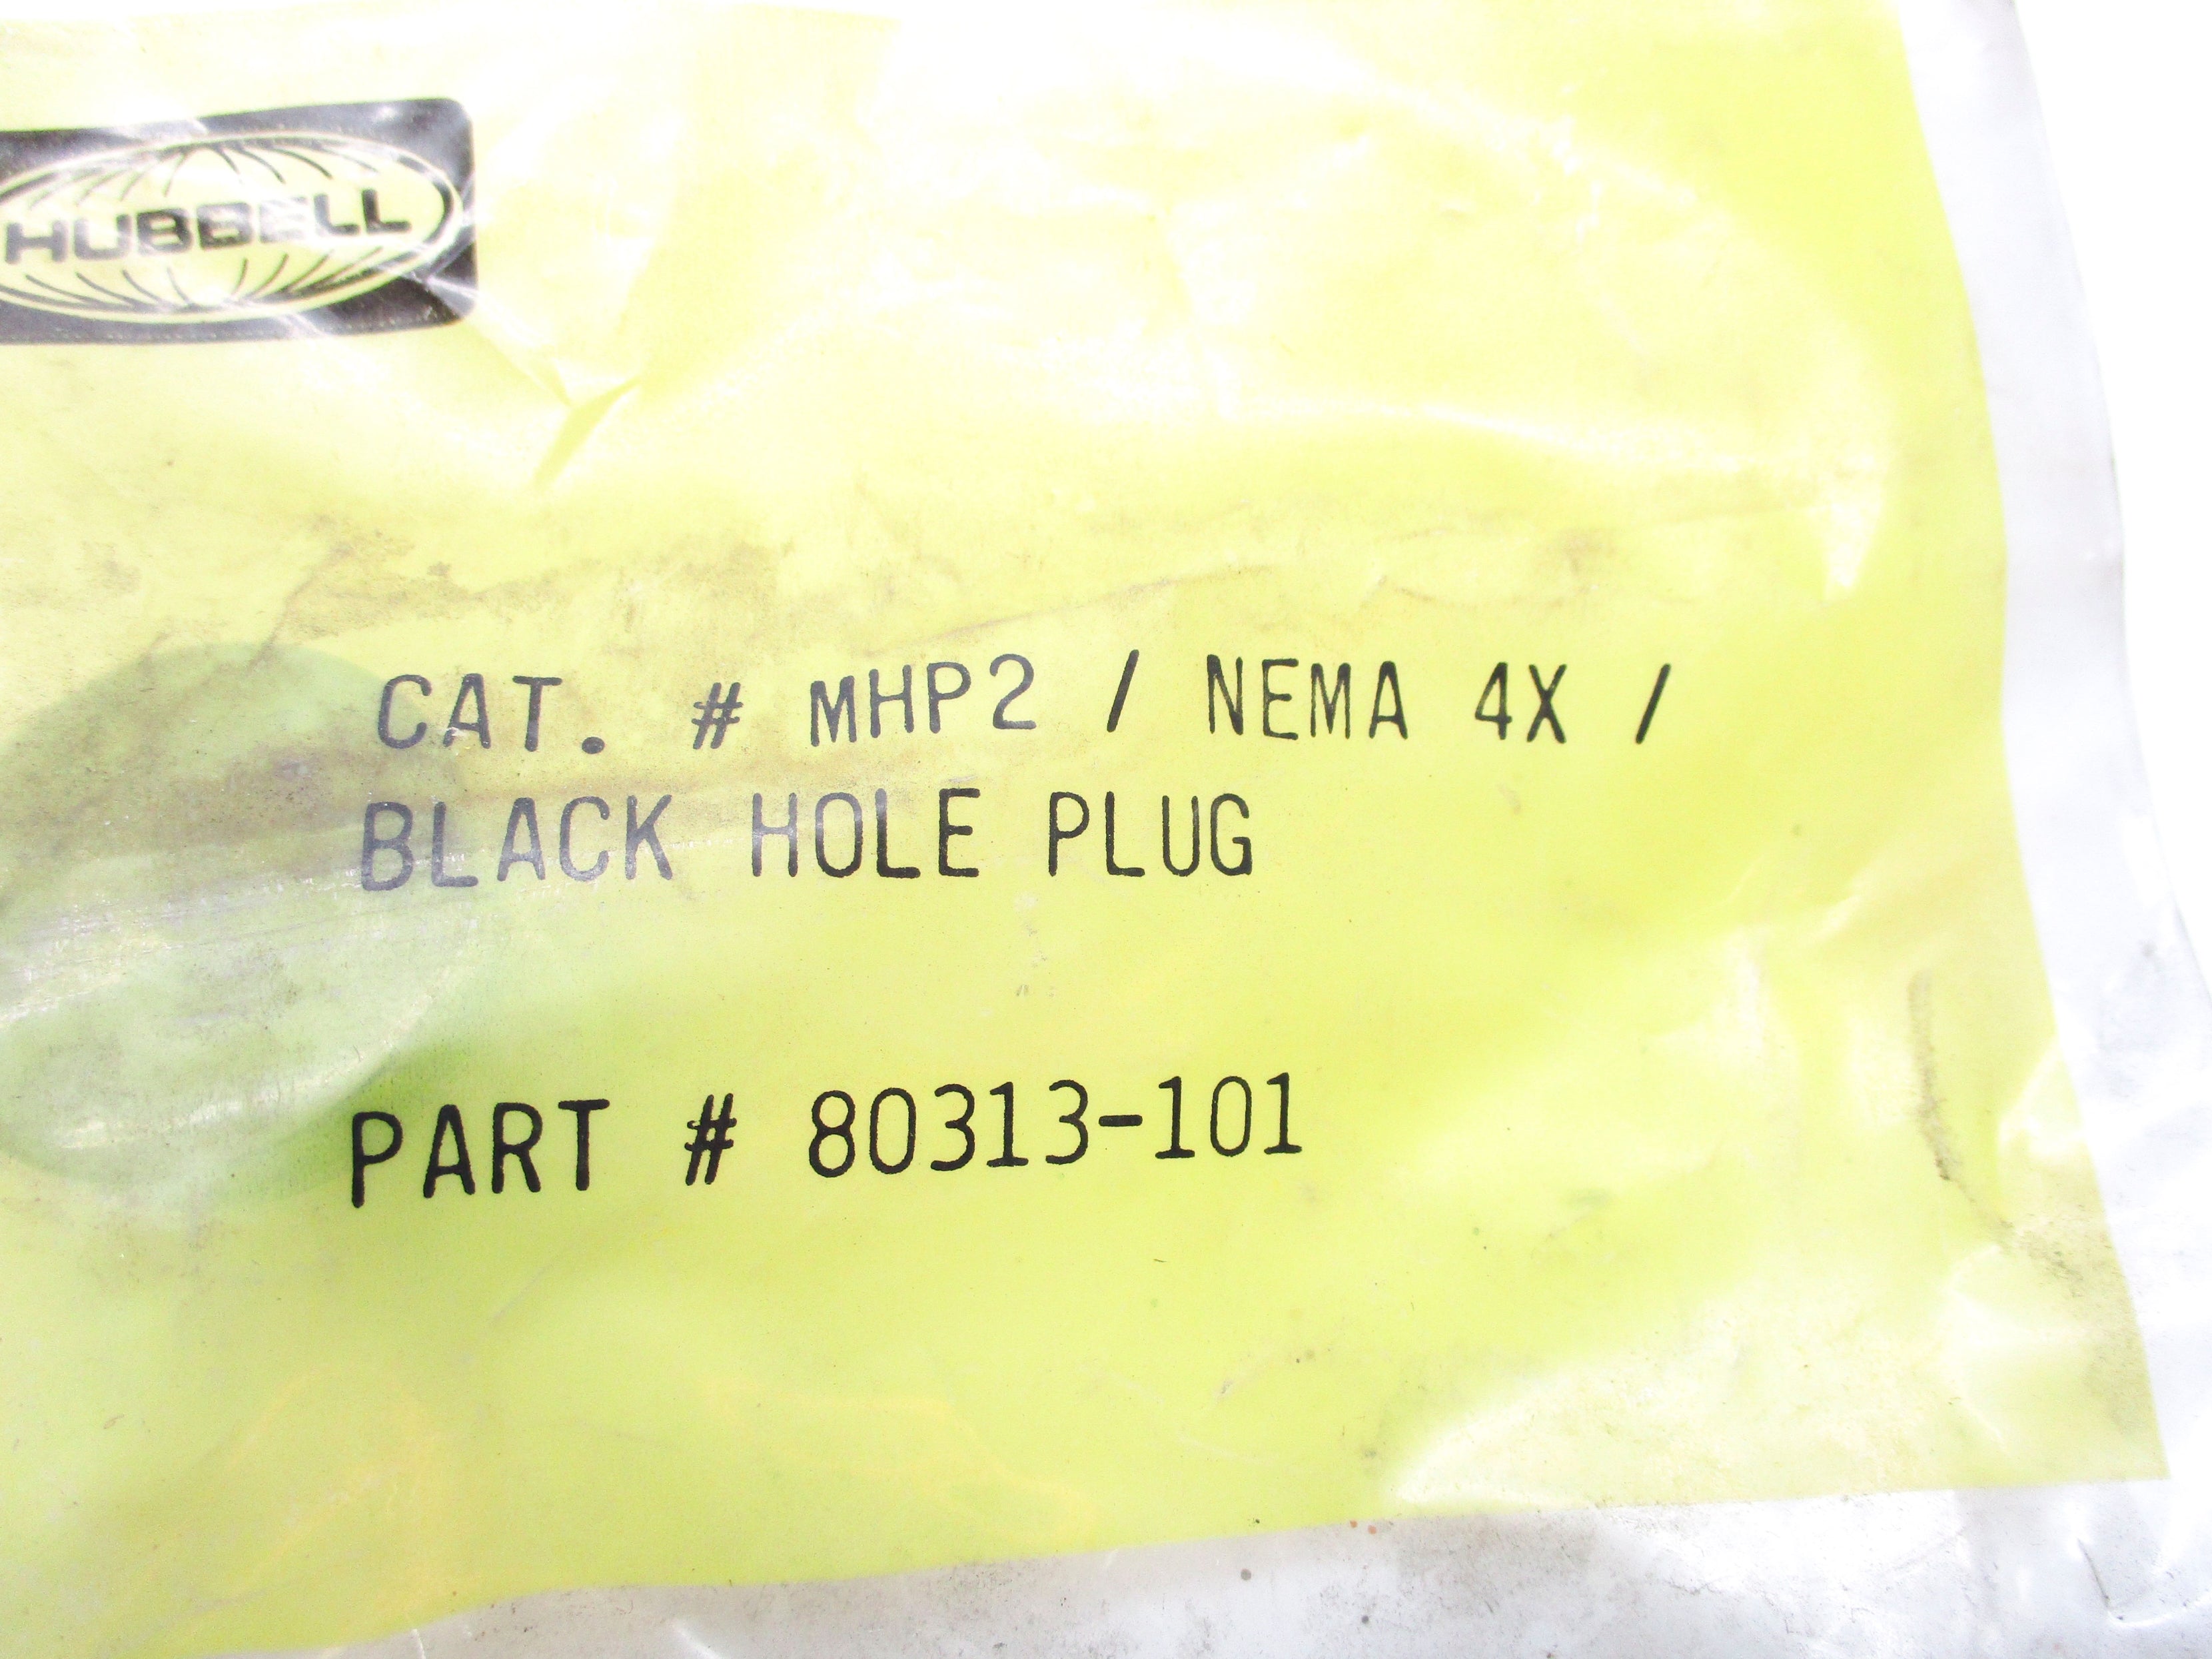 HUBBELL
CAT. # MHP2 / NEMA 4X /
BLACK HOLE PLUG
PART # 80313-101